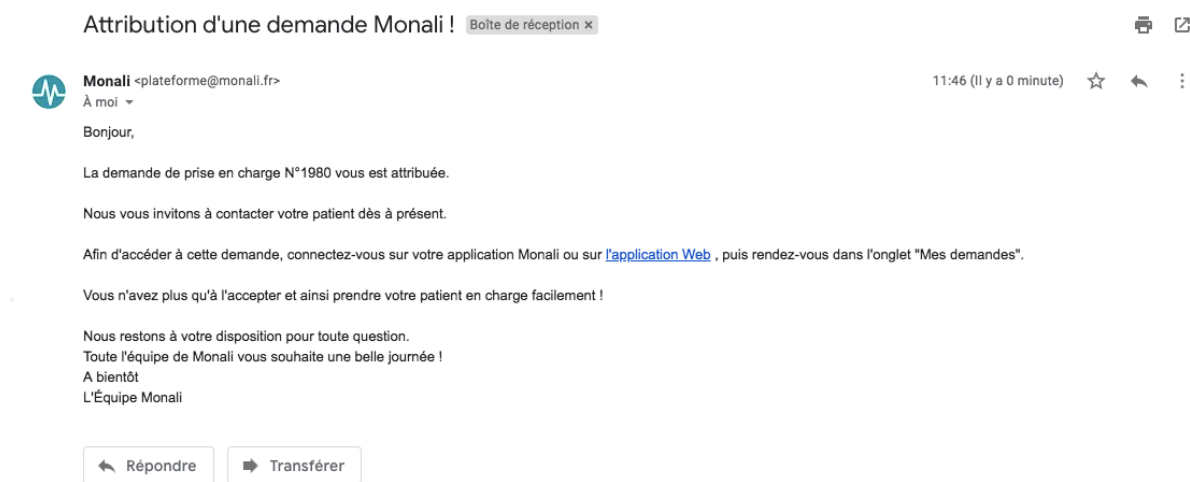 Attribution d'une demande Monali ! Boîte de réception ×
Monali <plateforme@monali.fr> 11:46 (Il y a 0 minute)
À moi
Bonjour,
La demande de prise en charge N°1980 vous est attribuée.
Nous vous invitons à contacter votre patient dès à présent.
Afin d'accéder à cette demande, connectez-vous sur votre application Monali ou sur l'application Web , puis rendez-vous dans l'onglet "Mes demandes".
Vous n'avez plus qu'à l'accepter et ainsi prendre votre patient en charge facilement !
Nous restons à votre disposition pour toute question.
Toute l'équipe de Monali vous souhaite une belle journée !
A bientôt
L'Équipe Monali
Répondre Transférer